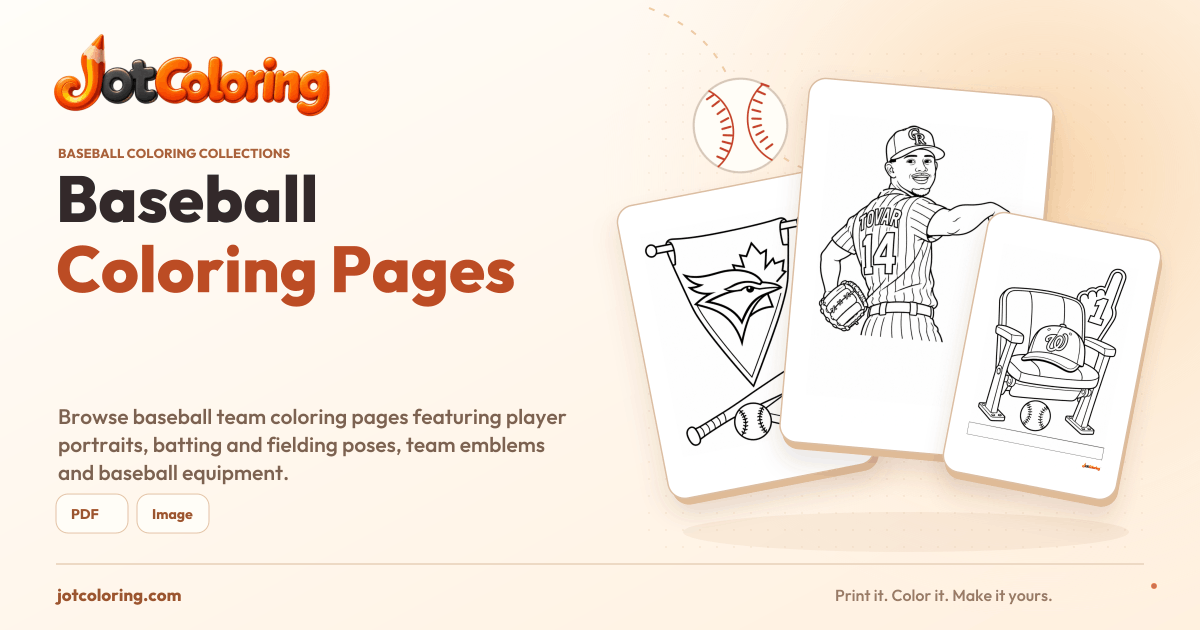 JotColoring
BASEBALL COLORING COLLECTIONS
Baseball
Coloring Pages
Browse baseball team coloring pages featuring player
portraits, batting and fielding poses, team emblems
and baseball equipment.
PDF
Image
CR
TOVAR
14
1
W
JotColoring
jotcoloring.com
Print it. Color it. Make it yours.